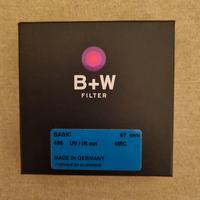 B+W
FILTER
BASIC 67 mm
486 UV / IR cut MRC
MADE IN GERMANY